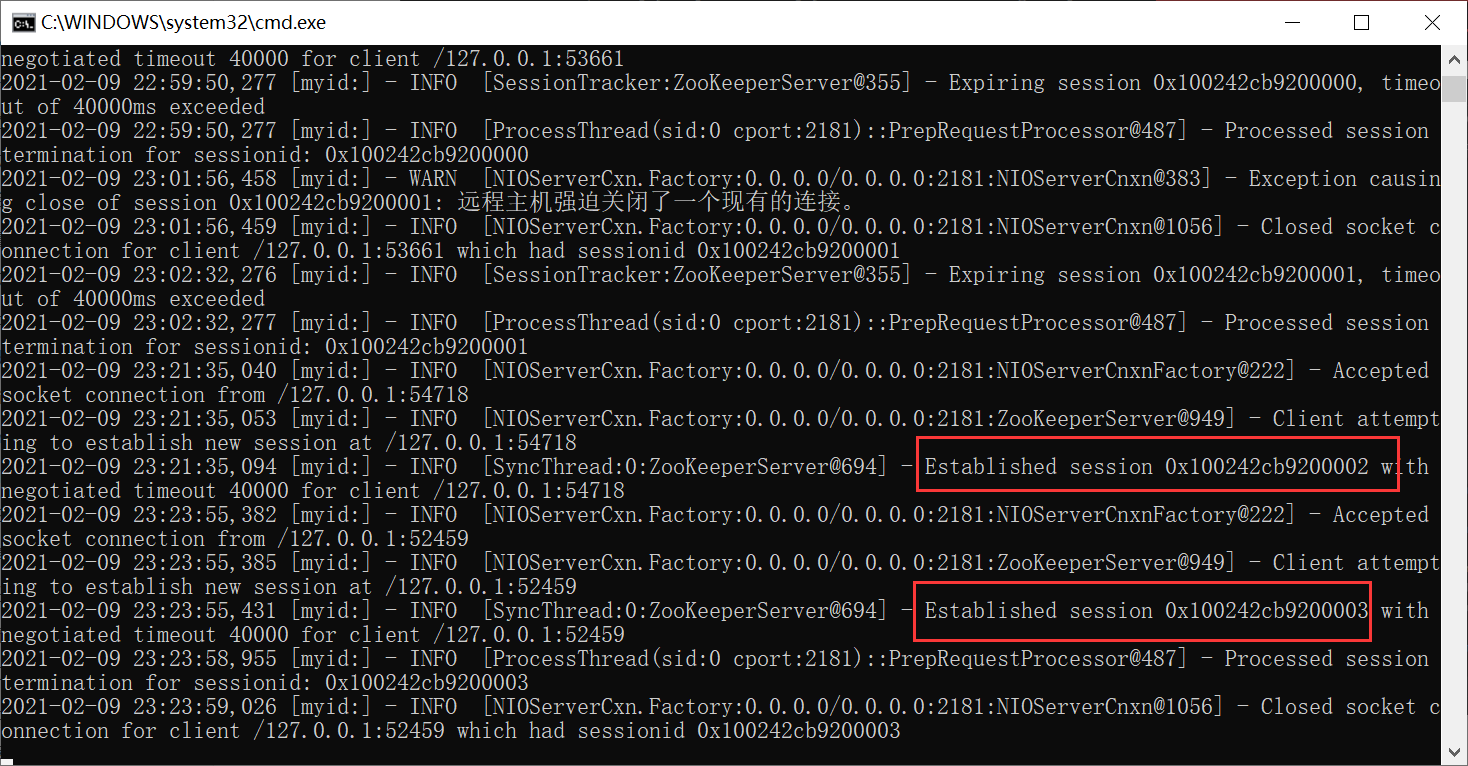 C:\WINDOWS\system32\cmd.exe
negotiated timeout 40000 for client /127.0.0.1:53661
2021-02-09 22:59:50,277 [myid:] - INFO  [SessionTracker:ZooKeeperServer@355] - Expiring session 0x100242cb9200000, timeo
ut of 40000ms exceeded
2021-02-09 22:59:50,277 [myid:] - INFO  [ProcessThread(sid:0 cport:2181)::PrepRequestProcessor@487] - Processed session
termination for sessionid: 0x100242cb9200000
2021-02-09 23:01:56,458 [myid:] - WARN  [NIOServerCxn.Factory:0.0.0.0/0.0.0.0:2181:NIOServerCnxn@383] - Exception causin
g close of session 0x100242cb9200001: 远程主机强迫关闭了一个现有的连接。
2021-02-09 23:01:56,459 [myid:] - INFO  [NIOServerCxn.Factory:0.0.0.0/0.0.0.0:2181:NIOServerCnxn@1056] - Closed socket c
onnection for client /127.0.0.1:53661 which had sessionid 0x100242cb9200001
2021-02-09 23:02:32,276 [myid:] - INFO  [SessionTracker:ZooKeeperServer@355] - Expiring session 0x100242cb9200001, timeo
ut of 40000ms exceeded
2021-02-09 23:02:32,277 [myid:] - INFO  [ProcessThread(sid:0 cport:2181)::PrepRequestProcessor@487] - Processed session
termination for sessionid: 0x100242cb9200001
2021-02-09 23:21:35,040 [myid:] - INFO  [NIOServerCxn.Factory:0.0.0.0/0.0.0.0:2181:NIOServerCnxnFactory@222] - Accepted
socket connection from /127.0.0.1:54718
2021-02-09 23:21:35,053 [myid:] - INFO  [NIOServerCxn.Factory:0.0.0.0/0.0.0.0:2181:ZooKeeperServer@949] - Client attempt
ing to establish new session at /127.0.0.1:54718
2021-02-09 23:21:35,094 [myid:] - INFO  [SyncThread:0:ZooKeeperServer@694] - Established session 0x100242cb9200002 with
negotiated timeout 40000 for client /127.0.0.1:54718
2021-02-09 23:23:55,382 [myid:] - INFO  [NIOServerCxn.Factory:0.0.0.0/0.0.0.0:2181:NIOServerCnxnFactory@222] - Accepted
socket connection from /127.0.0.1:52459
2021-02-09 23:23:55,385 [myid:] - INFO  [NIOServerCxn.Factory:0.0.0.0/0.0.0.0:2181:ZooKeeperServer@949] - Client attempt
ing to establish new session at /127.0.0.1:52459
2021-02-09 23:23:55,431 [myid:] - INFO  [SyncThread:0:ZooKeeperServer@694] - Established session 0x100242cb9200003 with
negotiated timeout 40000 for client /127.0.0.1:52459
2021-02-09 23:23:58,955 [myid:] - INFO  [ProcessThread(sid:0 cport:2181)::PrepRequestProcessor@487] - Processed session
termination for sessionid: 0x100242cb9200003
2021-02-09 23:23:59,026 [myid:] - INFO  [NIOServerCxn.Factory:0.0.0.0/0.0.0.0:2181:NIOServerCnxn@1056] - Closed socket c
onnection for client /127.0.0.1:52459 which had sessionid 0x100242cb9200003